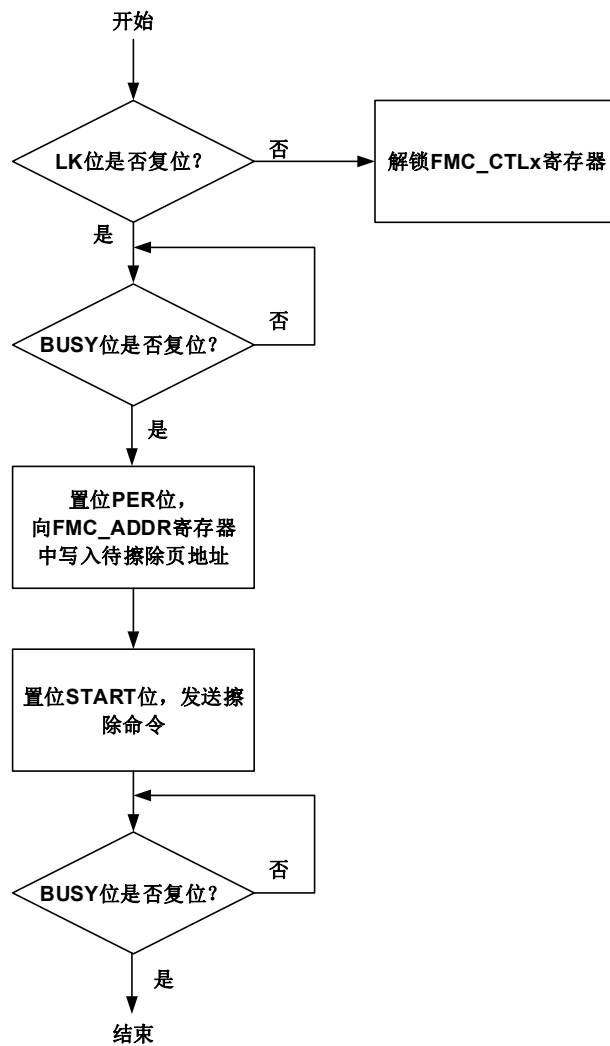 开始
LK位是否复位？
否
解锁FMC_CTLx寄存器
是
BUSY位是否复位？
否
是
置位PER位，
向FMC_ADDR寄存器
中写入待擦除页地址
置位START位，发送擦
除命令
BUSY位是否复位？
否
是
结束